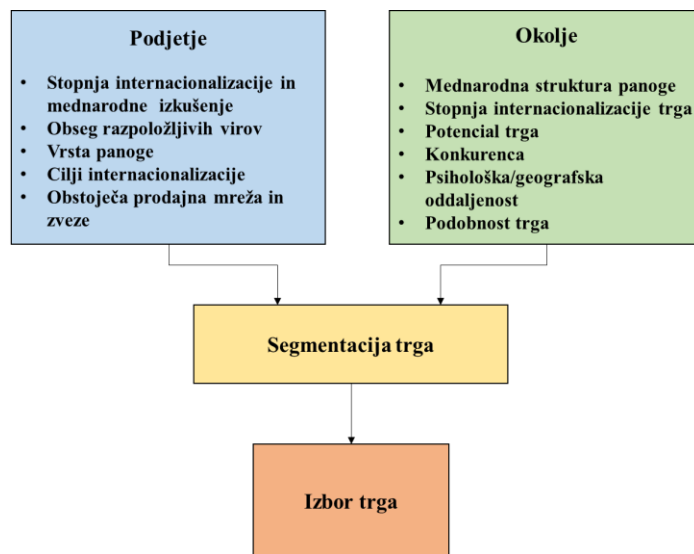 Podjetje
• Stopnja internacionalizacije in
mednarodne izkušenje
• Obseg razpoložljivih virov
• Vrsta panoge
• Cilji internacionalizacije
• Obstoječa prodajna mreža in
zveze
Okolje
• Mednarodna struktura panoge
• Stopnja internacionalizacije trga
• Potencial trga
• Konkurenca
• Psihološka/geografska
oddaljenost
• Podobnost trga
Segmentacija trga
Izbor trga